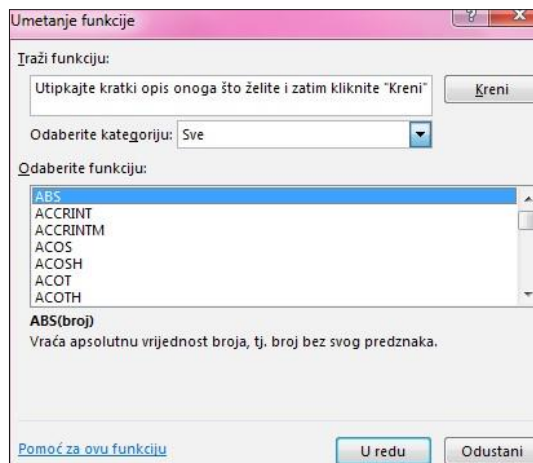 Umetanje funkcije
Traži funkciju:
Utipkajte kratki opis onoga što želite i zatim kliknite "Kreni"
Kreni
Odaberite kategoriju: Sve
Odaberite funkciju:
ABS
ACCRINT
ACCRINTM
ACOS
ACOSH
ACOT
ACOTH
ABS(broj)
Vraća apsolutnu vrijednost broja, tj. broj bez svog predznaka.
Pomoć za ovu funkciju
U redu
Odustani